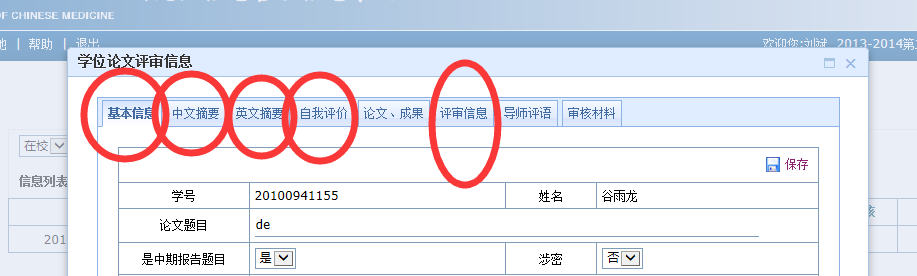 OF CHINESE MEDICINE
帮助 | 退出
欢迎您:刘斌 2013-2014第
学位论文评审信息
基本信息 中文摘要 英文摘要 自我评价 论文、成果 评审信息 导师评语 审核材料
在校
保存
信息列表
学号 20100941155 姓名 谷雨龙
论文题目 de
201
是中期报告题目 是 涉密 否